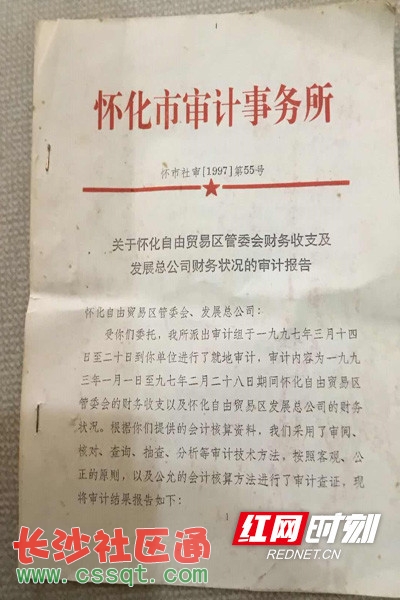 怀化市审计事务所
怀市社审[1997]第55号
关于怀化自由贸易区管委会财务收支及
发展总公司财务状况的审计报告
怀化自由贸易区管委会、发展总公司：
受你们委托，我所派出审计组于一九九七年三月十四
日至二十日到你单位进行了就地审计，审计内容为一九九
三年一月一日至九七年二月二十八日期间怀化自由贸易区
管委会的财务收支以及怀化自由贸易区发展总公司的财务
状况。根据你们提供的会计核算资料，我们采用了审阅、
核对、查询、抽查、分析等审计技术方法，按照客观、公
正的原则，以及公允的会计核算方法进行了审计查证，现
将审计结果报告如下：
1
红网时刻
REDNET.CN
长沙社区通
www.cssqt.com